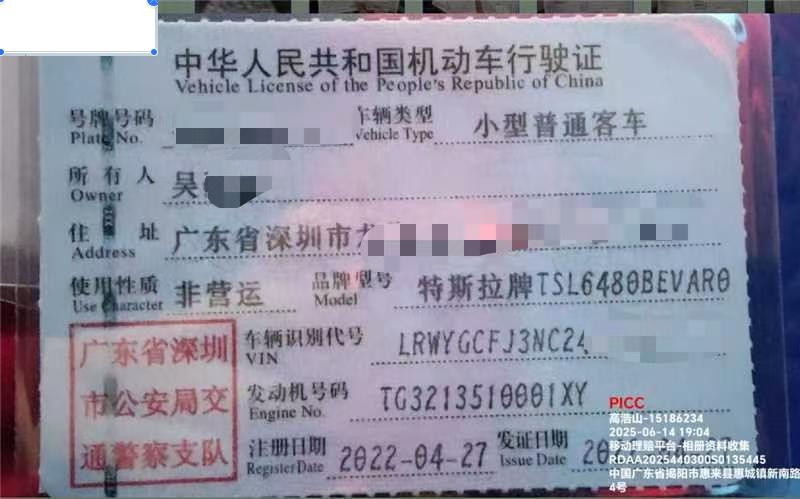 中华人民共和国机动车行驶证
Vehicle License of the People's Republic of China
号牌号码 车辆类型 小型普通客车
Plate No. Vehicle Type
所有人 吴
Owner
住址 广东省深圳市
Address
使用性质 非营运 品牌型号 特斯拉牌TSL6480BEVAR0
Use Character Model
广东省深圳
市公安局交
通警察支队
车辆识别代号 LRWYGCFJ3NC24
VIN
发动机号码 TG3213510001XY
Engine No.
注册日期 2022-04-27 发证日期 20
Register Date Issue Date
PICC
高浩山-15186234
2025-06-14 19:04
移动理赔平台-相册资料收集
RDAA2025440300S0135445
中国广东省揭阳市惠来县惠城镇新南路
4号